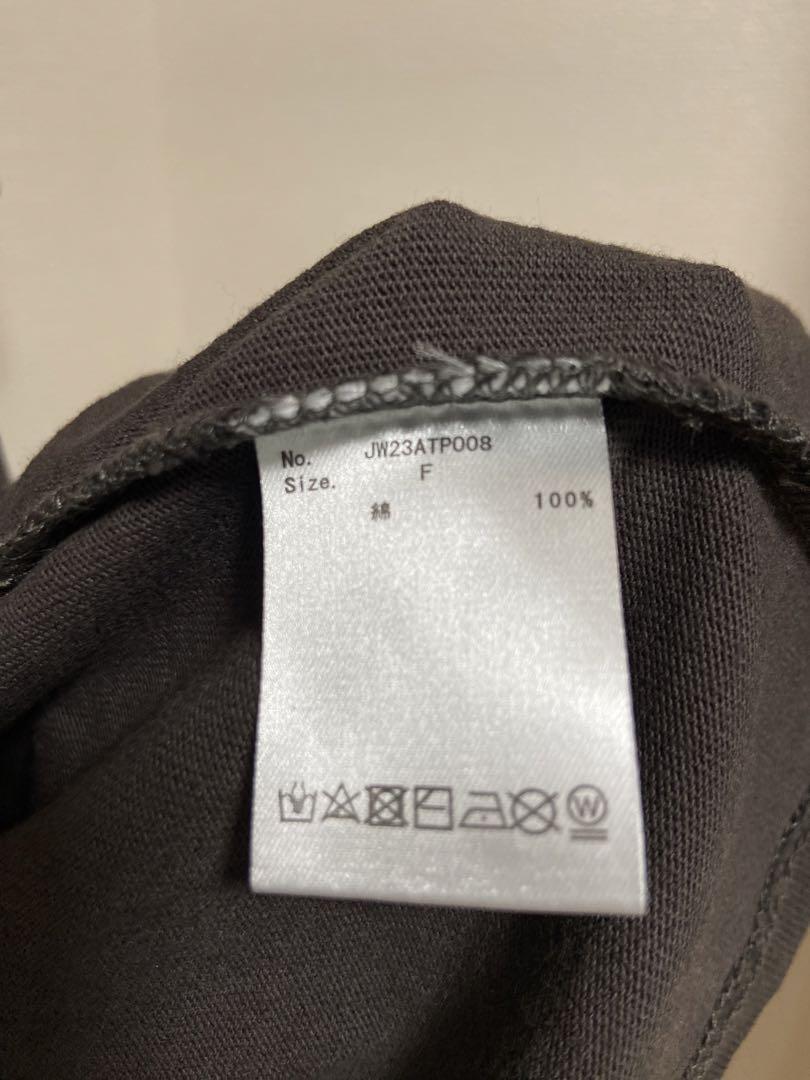 No. JW23ATP008
Size. F
綿 100%
W